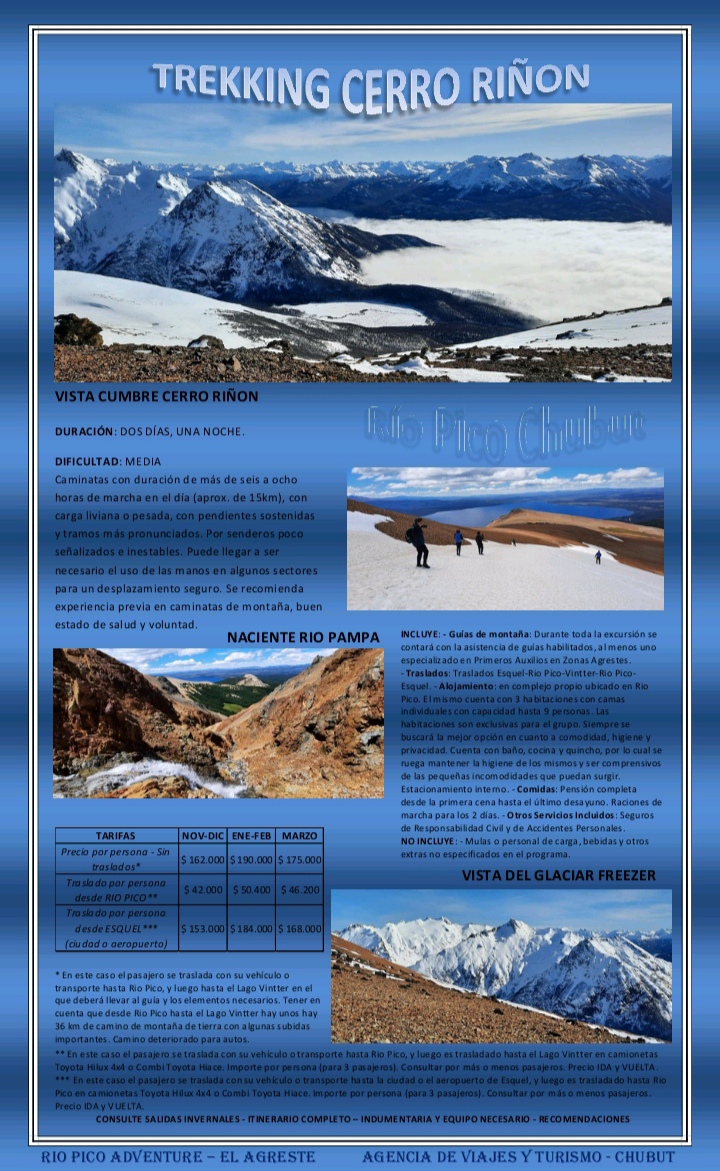 TREKKING CERRO RIÑON
VISTA CUMBRE CERRO RIÑON
Río Pico Chubut
DURACIÓN: DOS DÍAS, UNA NOCHE.
DIFICULTAD: MEDIA
Caminatas con duración de más de seis a ocho
horas de marcha en el día (aprox. de 15km), con
carga liviana o pesada, con pendientes sostenidas
y tramos más pronunciados. Por senderos poco
señalizados e inestables. Puede llegar a ser
necesario el uso de las manos en algunos sectores
para un desplazamiento seguro. Se recomienda
experiencia previa en caminatas de montaña, buen
estado de salud y voluntad.
NACIENTE RIO PAMPA
INCLUYE: - Guías de montaña: Durante toda la excursión se
contará con la asistencia de guías habilitados, al menos uno
especializado en Primeros Auxilios en Zonas Agrestes.
- Traslados: Traslados Esquel-Rio Pico-Vintter-Rio Pico-
Esquel. - Alojamiento: en complejo propio ubicado en Rio
Pico. El mismo cuenta con 3 habitaciones con camas
individuales con capacidad hasta 9 personas. Las
habitaciones son exclusivas para el grupo. Siempre se
buscará la mejor opción en cuanto a comodidad, higiene y
privacidad. Cuenta con baño, cocina y quincho, por lo cual se
ruega mantener la higiene de los mismos y ser comprensivos
de las pequeñas incomodidades que puedan surgir.
Estacionamiento interno. - Comidas: Pensión completa
desde la primera cena hasta el último desayuno. Raciones de
marcha para los 2 días. - Otros Servicios Incluidos: Seguros
de Responsabilidad Civil y de Accidentes Personales.
NO INCLUYE: - Mulas o personal de carga, bebidas y otros
extras no especificados en el programa.
TARIFAS NOV-DIC ENE-FEB MARZO
Precio por persona - Sin
traslados* $ 162.000 $ 190.000 $ 175.000
Traslado por persona
desde RIO PICO** $ 42.000 $ 50.400 $ 46.200
Traslado por persona
desde ESQUEL*** $ 153.000 $ 184.000 $ 168.000
(ciudad o aeropuerto)
VISTA DEL GLACIAR FREEZER
* En este caso el pasajero se traslada con su vehículo o
transporte hasta Rio Pico, y luego hasta el Lago Vintter en el
que deberá llevar al guía y los elementos necesarios. Tener en
cuenta que desde Rio Pico hasta el Lago Vintter hay unos hay
36 km de camino de montaña de tierra con algunas subidas
importantes. Camino deteriorado para autos.
** En este caso el pasajero se traslada con su vehículo o transporte hasta Rio Pico, y luego es trasladado hasta el Lago Vintter en camionetas
Toyota Hilux 4x4 o Combi Toyota Hiace. Importe por persona (para 3 pasajeros). Consultar por más o menos pasajeros. Precio IDA y VUELTA.
*** En este caso el pasajero se traslada con su vehículo o transporte hasta la ciudad o el aeropuerto de Esquel, y luego es trasladado hasta Rio
Pico en camionetas Toyota Hilux 4x4 o Combi Toyota Hiace. Importe por persona (para 3 pasajeros). Consultar por más o menos pasajeros.
Precio IDA y VUELTA.
CONSULTE SALIDAS INVERNALES - ITINERARIO COMPLETO – INDUMENTARIA Y EQUIPO NECESARIO - RECOMENDACIONES
RIO PICO ADVENTURE – EL AGRESTE AGENCIA DE VIAJES Y TURISMO - CHUBUT